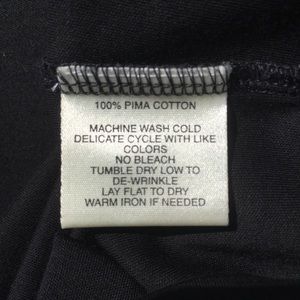 100% PIMA COTTON
MACHINE WASH COLD
DELICATE CYCLE WITH LIKE
COLORS
NO BLEACH
TUMBLE DRY LOW TO
DE-WRINKLE
LAY FLAT TO DRY
WARM IRON IF NEEDED